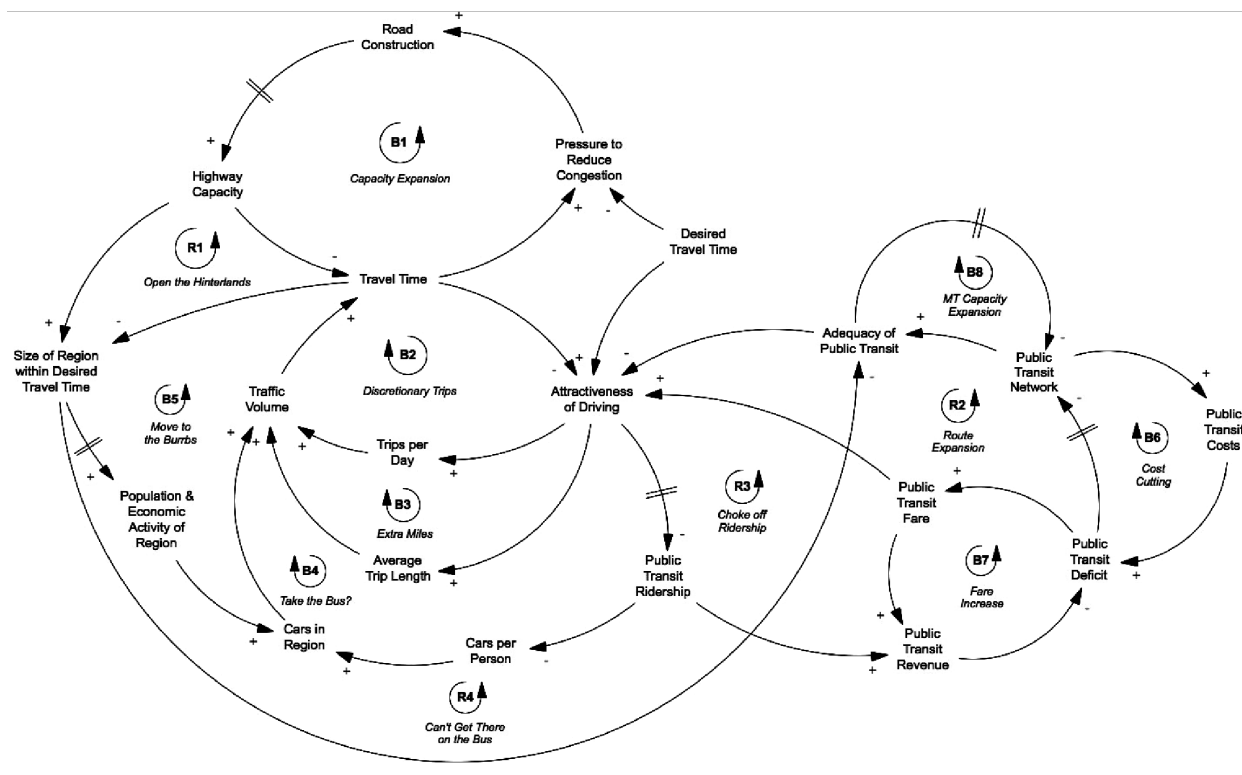 +
Road
Construction
+
B1
Capacity Expansion
Pressure to
Reduce
Congestion
Highway
Capacity
+
-
R1
Open the Hinterlands
-
Desired
Travel Time
Travel Time
B8
MT Capacity
Expansion
+
-
+
+
-
Adequacy of
Public Transit
-
Size of Region
within Desired
Travel Time
B2
Discretionary Trips
-
+
-
+
-
Public
Transit
Network
+
B5
Move to
the Burrbs
Traffic
Volume
Attractiveness
of Driving
R2
Route
Expansion
-
Public
Transit
Costs
+
+
+
Trips per
Day
+
B6
Cost
Cutting
+
Population &
Economic
Activity of
Region
B3
Extra Miles
R3
Choke off
Ridership
Public
Transit
Fare
+
-
Average
Trip Length
+
Public
Transit
Ridership
B7
Fare
Increase
Public
Transit
Deficit
+
B4
Take the Bus?
+
Cars in
Region
+
Cars per
Person
-
+
Public
Transit
Revenue
+
-
R4
Can't Get There
on the Bus